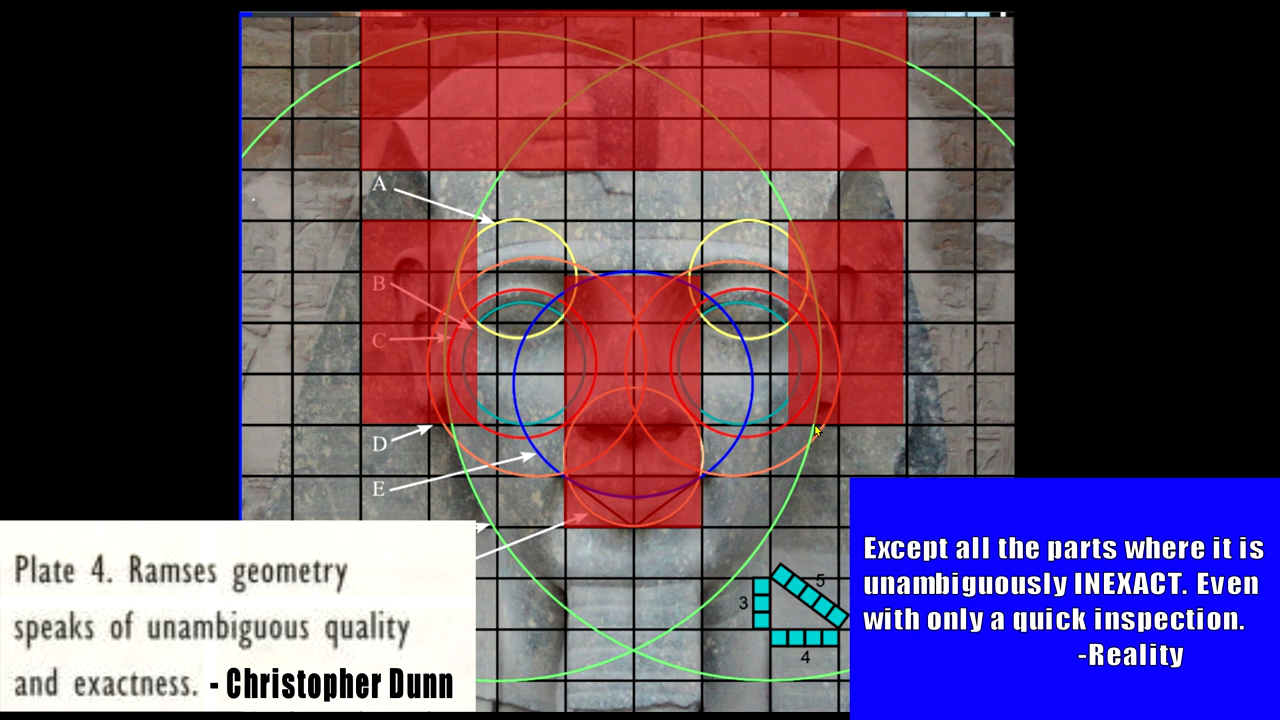 A
B
C
D
E
3
5
4
Plate 4. Ramses geometry
speaks of unambiguous quality
and exactness. - Christopher Dunn
Except all the parts where it is
unambiguously INEXACT. Even
with only a quick inspection.
-Reality